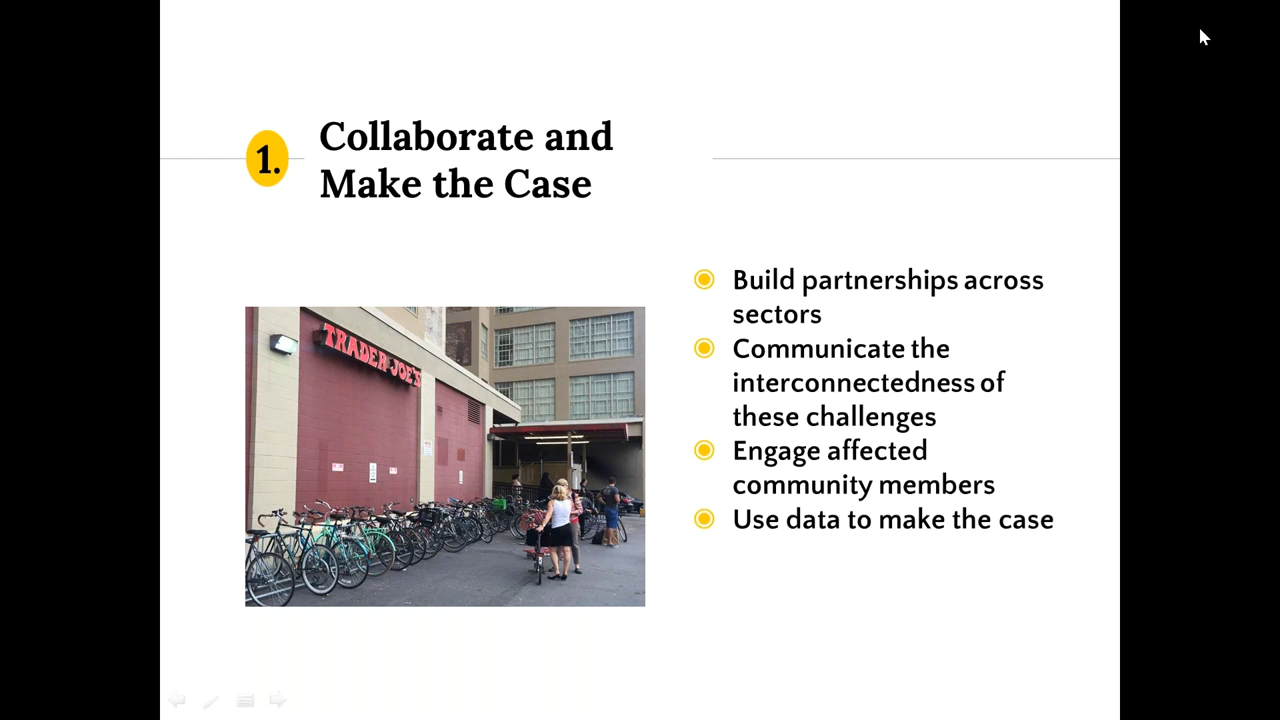 1.
Collaborate and
Make the Case
TRADER JOE'S
Build partnerships across
sectors
Communicate the
interconnectedness of
these challenges
Engage affected
community members
Use data to make the case